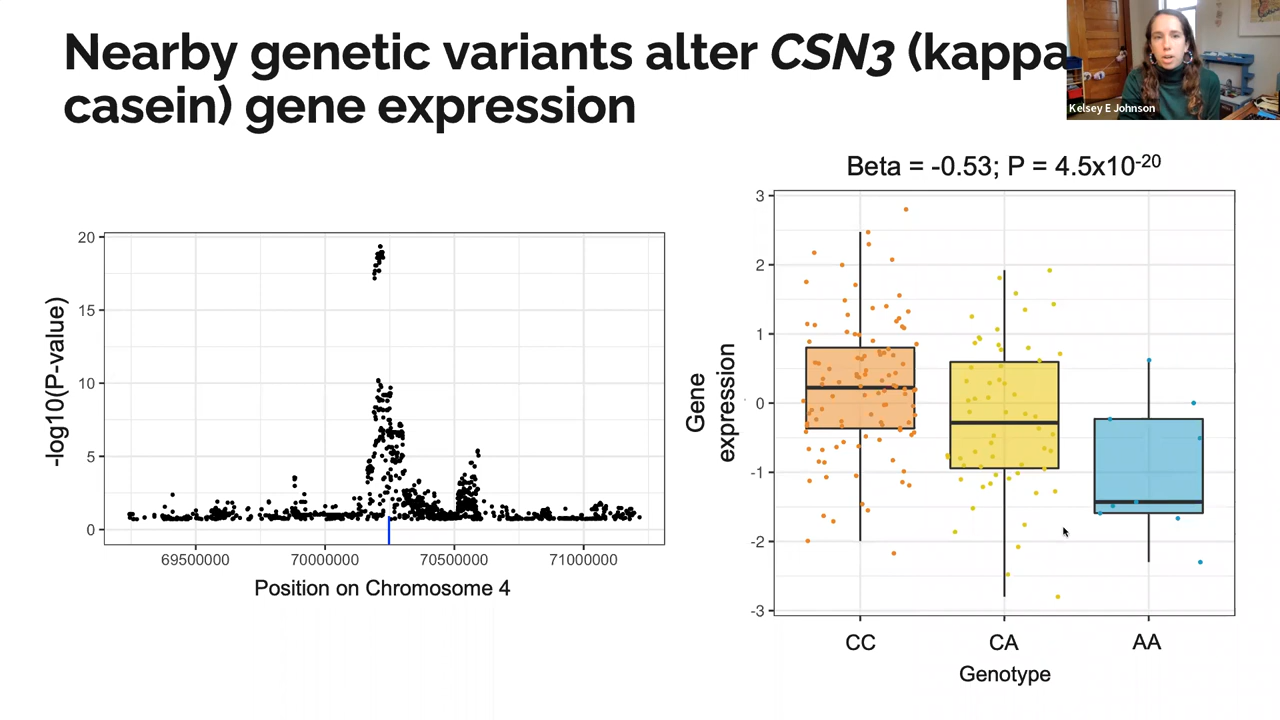 Nearby genetic variants alter CSN3 (kappa
casein) gene expression
Kelsey E Johnson
Beta = -0.53; P = 4.5x10⁻²⁰
-log10(P-value)
20
15
10
5
0
69500000 70000000 70500000 71000000
Position on Chromosome 4
Gene
expression
3
2
1
0
-1
-2
-3
CC CA AA
Genotype